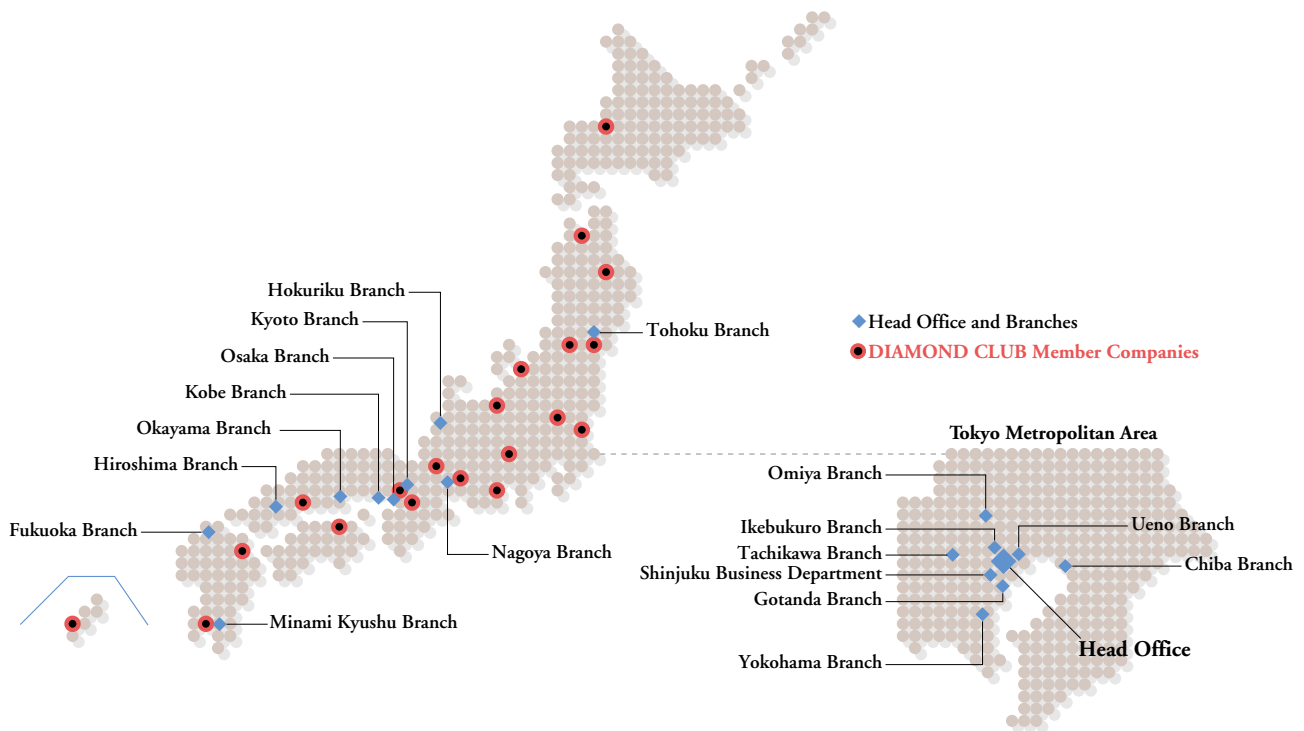 Hokuriku Branch
Kyoto Branch
Osaka Branch
Kobe Branch
Okayama Branch
Hiroshima Branch
Fukuoka Branch
Tohoku Branch
Nagoya Branch
Minami Kyushu Branch
Head Office and Branches
DIAMOND CLUB Member Companies
Tokyo Metropolitan Area
Omiya Branch
Ikebukuro Branch
Ueno Branch
Tachikawa Branch
Chiba Branch
Shinjuku Business Department
Gotanda Branch
Head Office
Yokohama Branch